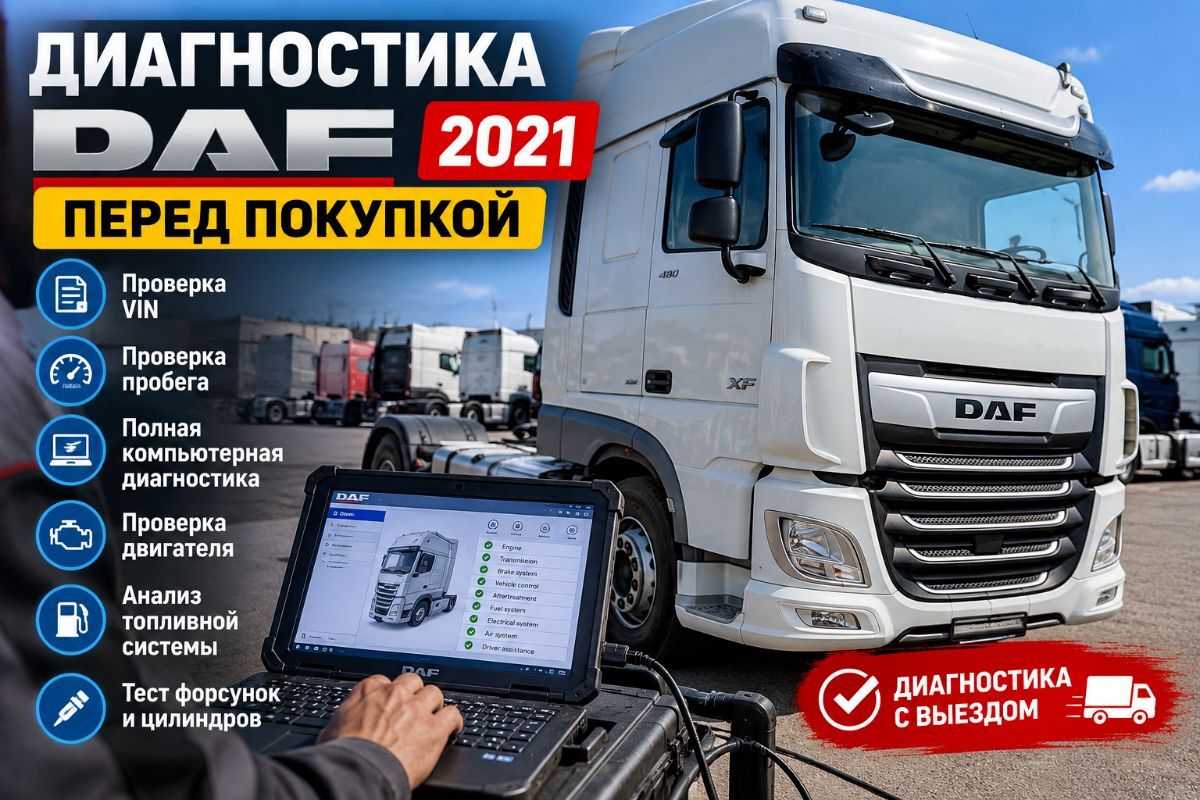 ДИАГНОСТИКА
DAF 2021
ПЕРЕД ПОКУПКОЙ
Проверка
VIN
Проверка
пробега
Полная
компьютерная
диагностика
Проверка
двигателя
Анализ
топливной
системы
Тест форсунок
и цилиндров
480
XF
DAF
DAF
Engine
Transmission
Brake system
Vehicle control
Aftertreatment
Fuel system
Electrical system
Air system
Driver assistance
DAF
ДИАГНОСТИКА
С ВЫЕЗДОМ